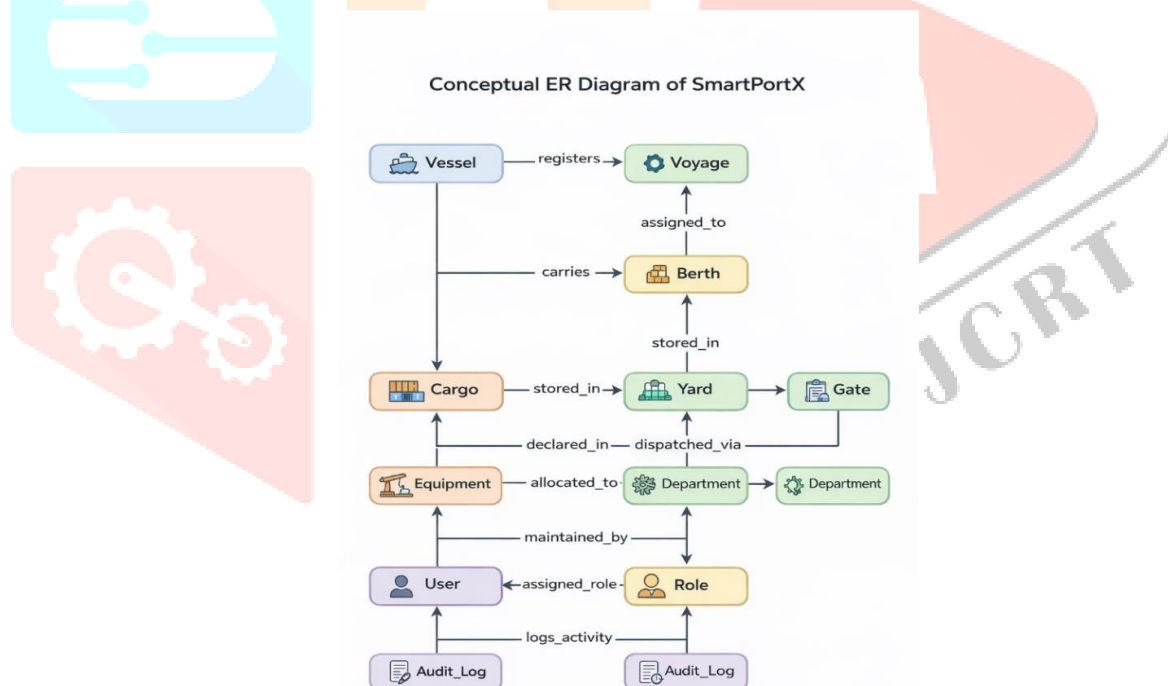 Conceptual ER Diagram of SmartPortX
Vessel
registers
Voyage
assigned_to
carries
Berth
stored_in
Cargo
stored_in
Yard
Gate
declared_in
dispatched_via
Equipment
allocated_to
Department
Department
maintained_by
User
assigned_role
Role
logs_activity
Audit_Log
Audit_Log
JCRT